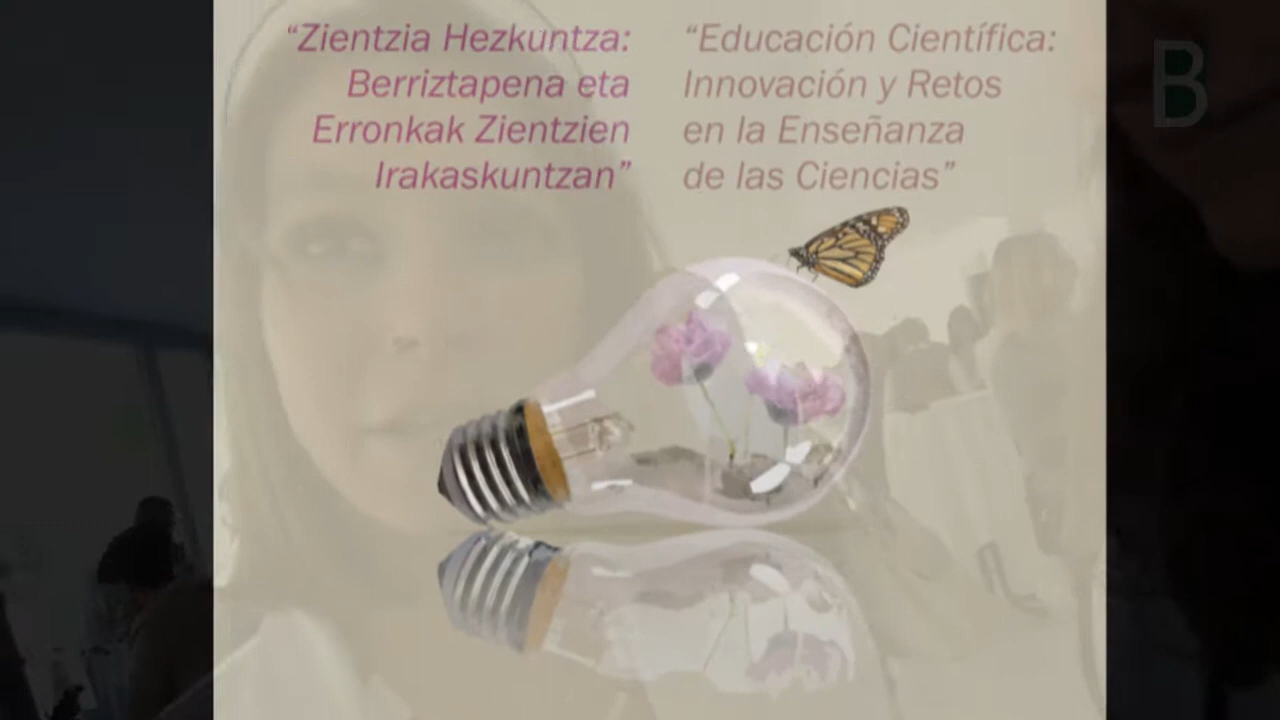 “Zientzia Hezkuntza:
Berriztapena eta
Erronkak Zientzien
Irakaskuntzan”
“Educación Científica:
Innovación y Retos
en la Enseñanza
de las Ciencias”
B